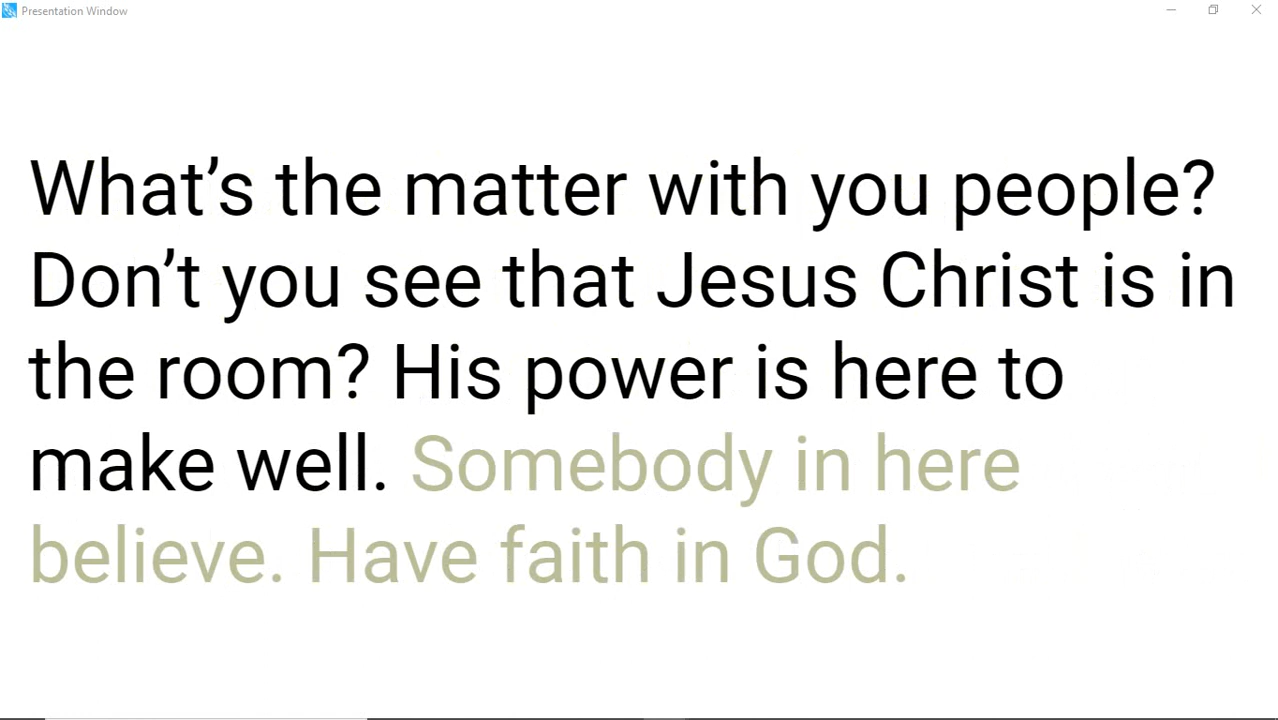 Presentation Window
What’s the matter with you people?
Don’t you see that Jesus Christ is in
the room? His power is here to
make well. Somebody in here
believe. Have faith in God.